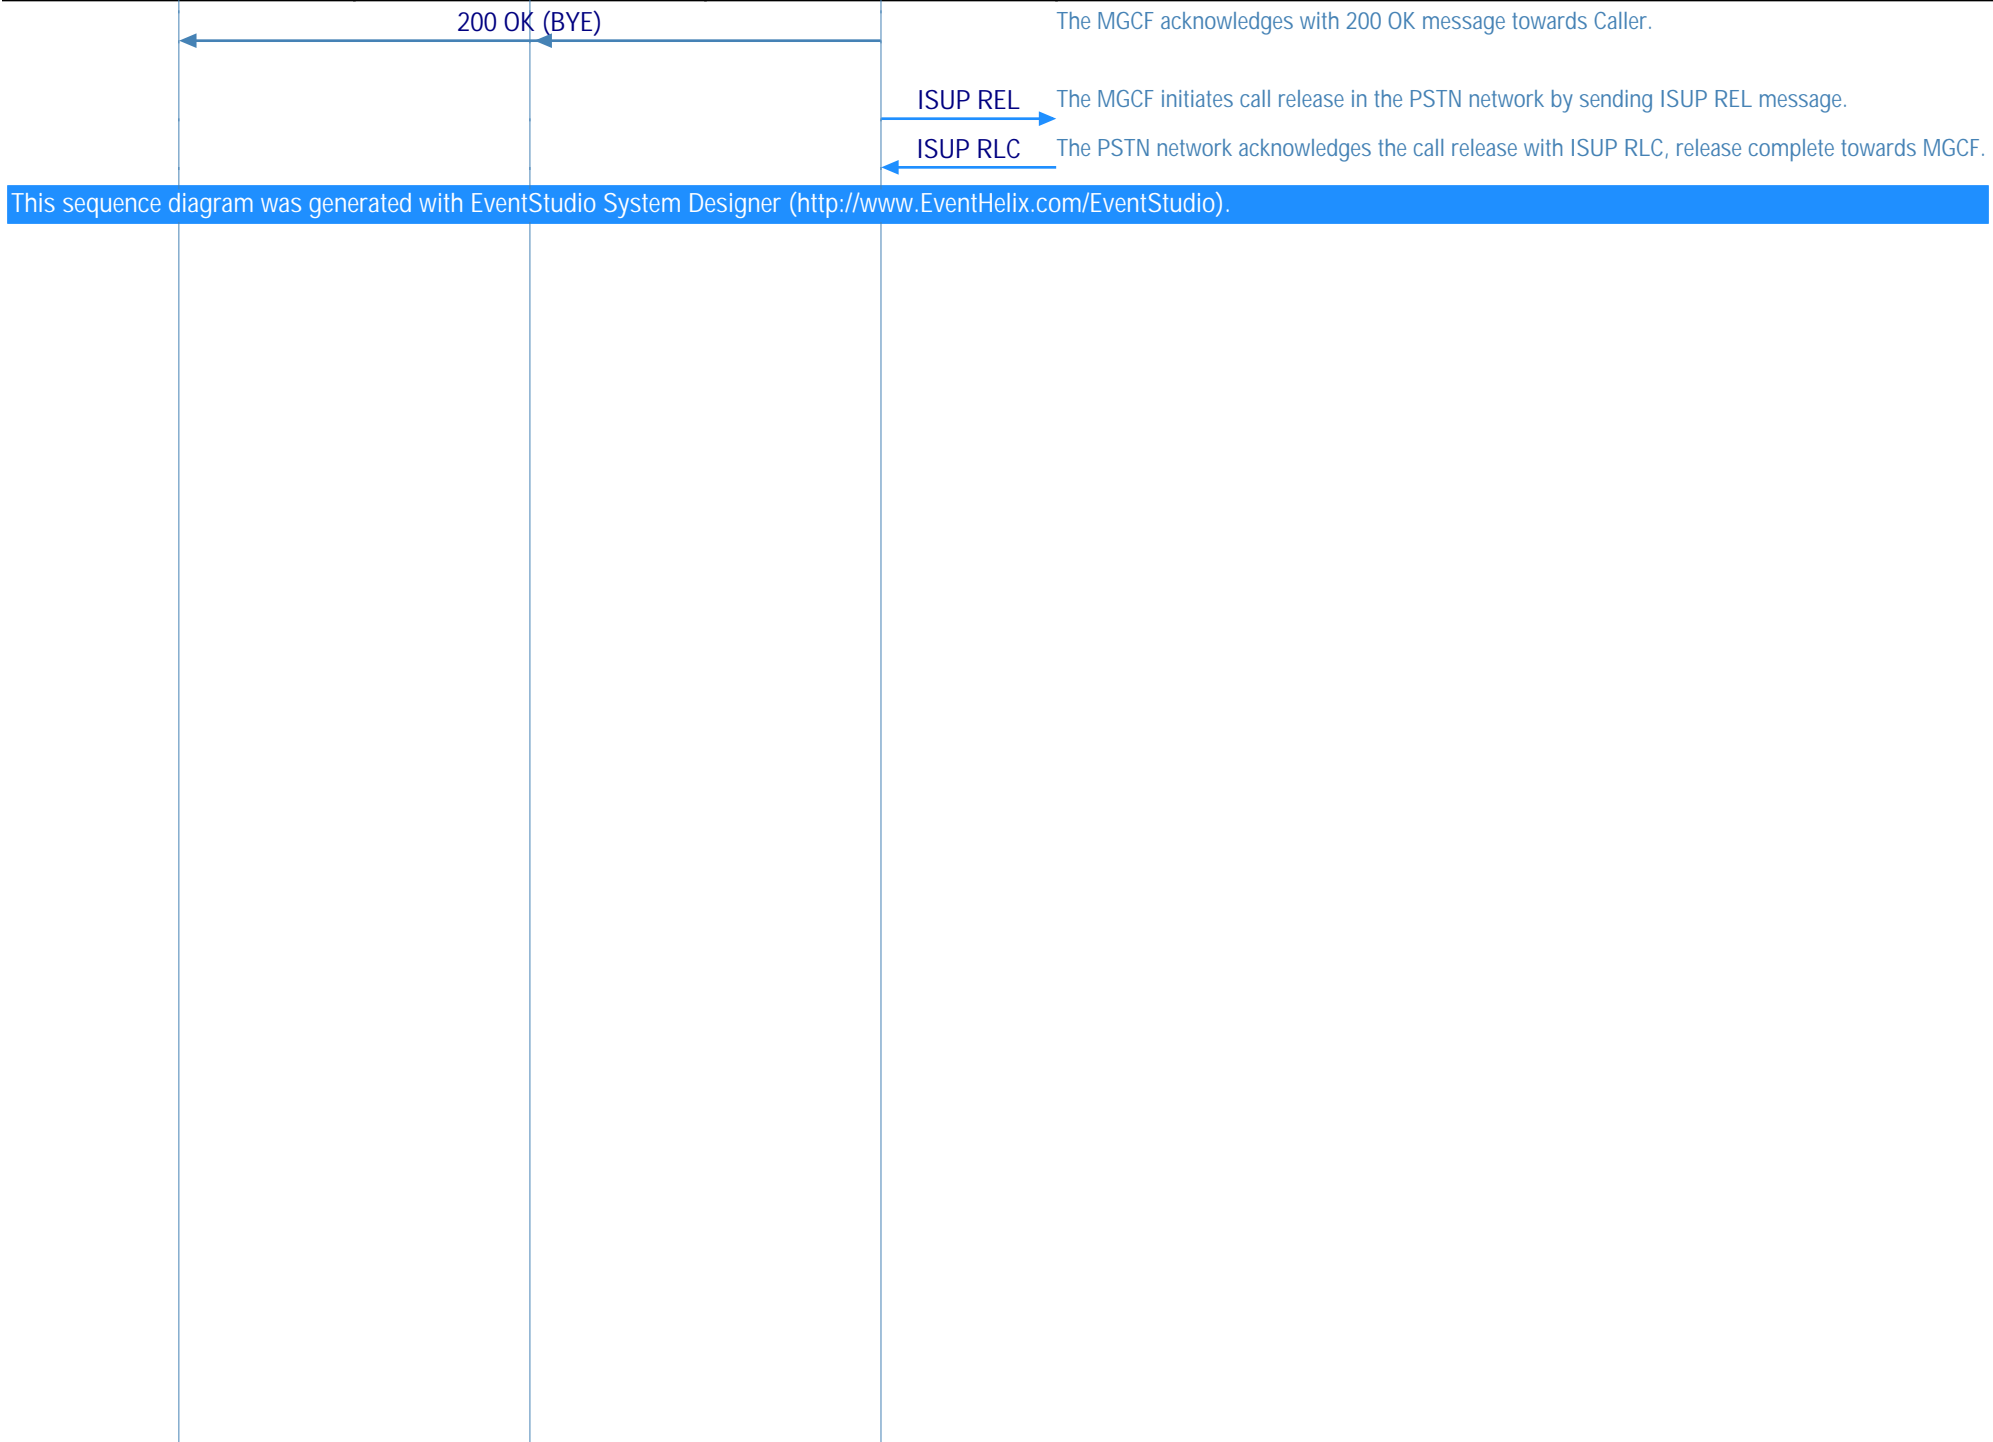 200 OK (BYE)
The MGCF acknowledges with 200 OK message towards Caller.
ISUP REL
The MGCF initiates call release in the PSTN network by sending ISUP REL message.
ISUP RLC
The PSTN network acknowledges the call release with ISUP RLC, release complete towards MGCF.
This sequence diagram was generated with EventStudio System Designer (http://www.EventHelix.com/EventStudio).